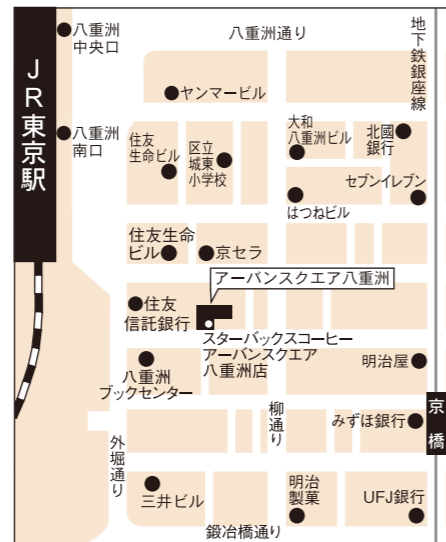 JR東京駅
八重洲
中央口
八重洲通り
地下鉄銀座線
ヤンマービル
八重洲
南口
住友
生命ビル
区立
城東
小学校
大和
八重洲ビル
北國
銀行
セブンイレブン
はつねビル
住友生命
ビル
京セラ
アーバンスクエア八重洲
住友
信託銀行
スターバックスコーヒー
アーバンスクエア
八重洲店
八重洲
ブックセンター
明治屋
京橋
柳通り
みずほ銀行
外堀通り
三井ビル
明治
製菓
UFJ銀行
鍛冶橋通り